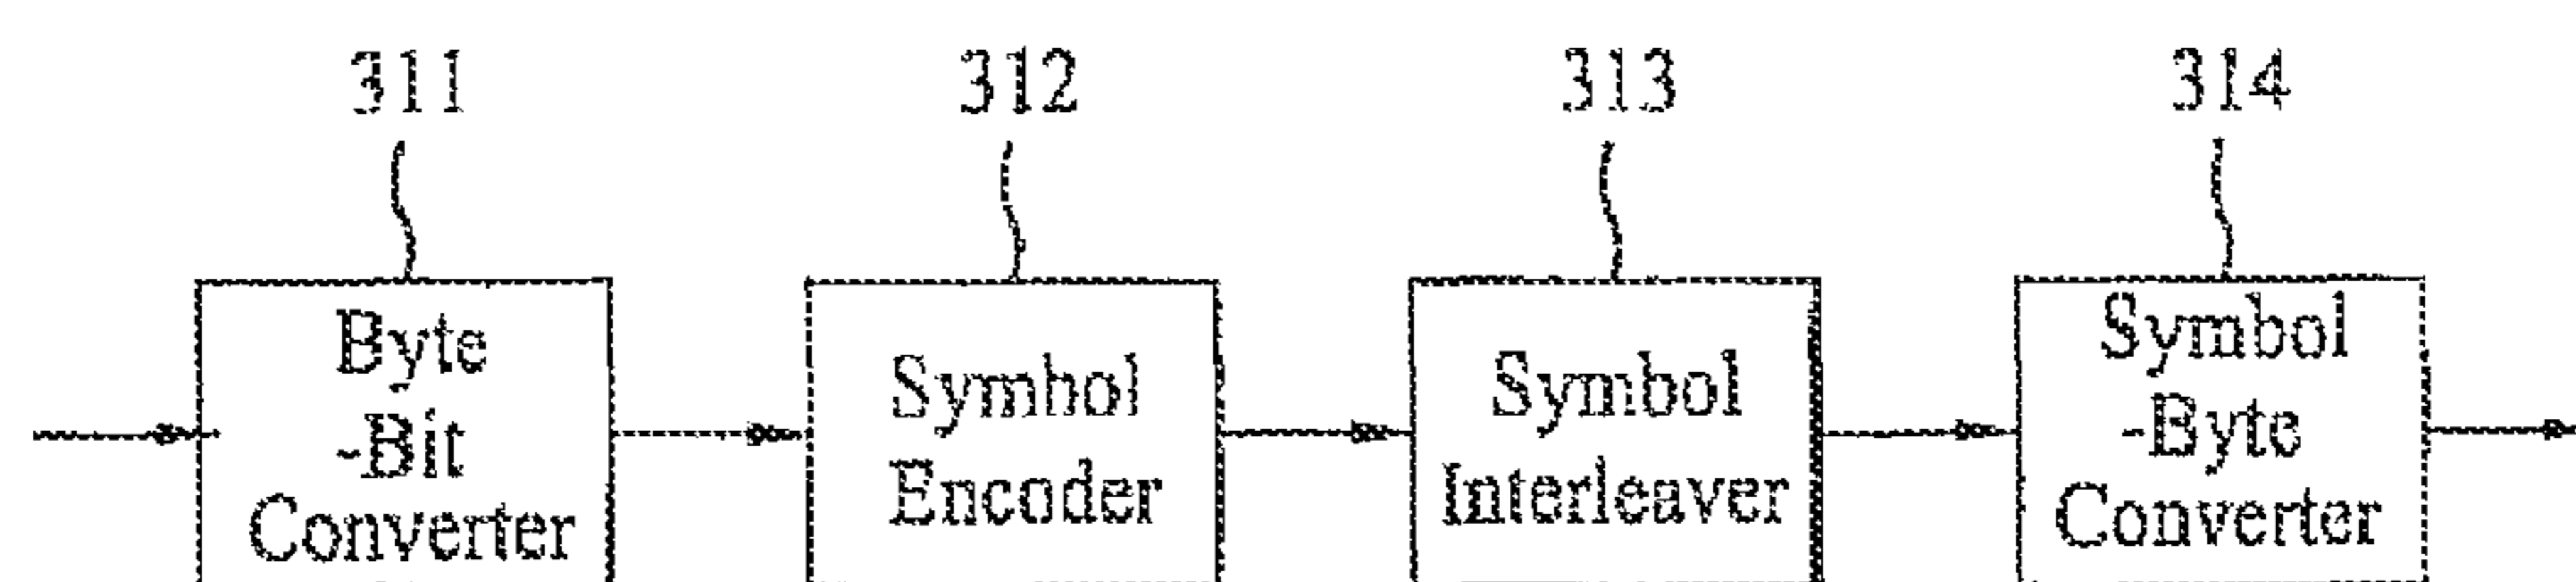 311
312
313
314
Byte
-Bit
Converter
Symbol
Encoder
Symbol
Interleaver
Symbol
-Byte
Converter